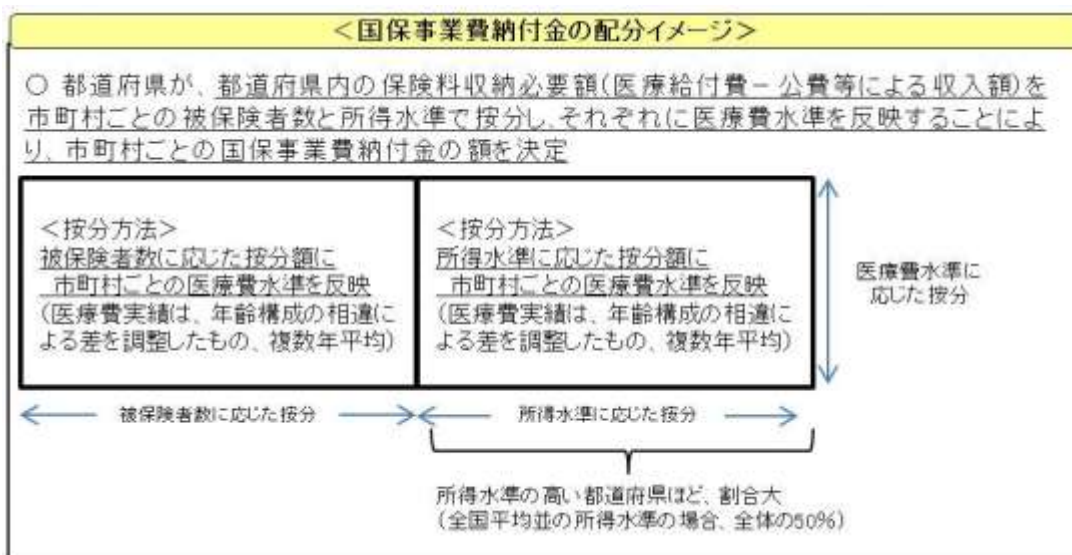 ＜国保事業費納付金の配分イメージ＞
○ 都道府県が、都道府県内の保険料収納必要額(医療給付費－公費等による収入額)を
市町村ごとの被保険者数と所得水準で按分し、それぞれに医療費水準を反映することによ
り、市町村ごとの国保事業費納付金の額を決定
＜按分方法＞
被保険者数に応じた按分額に
市町村ごとの医療費水準を反映
(医療費実績は、年齢構成の相違に
よる差を調整したもの、複数年平均)
＜按分方法＞
所得水準に応じた按分額に
市町村ごとの医療費水準を反映
(医療費実績は、年齢構成の相違に
よる差を調整したもの、複数年平均)
医療費水準に
応じた按分
被保険者数に応じた按分
所得水準に応じた按分
所得水準の高い都道府県ほど、割合大
(全国平均並の所得水準の場合、全体の50%)